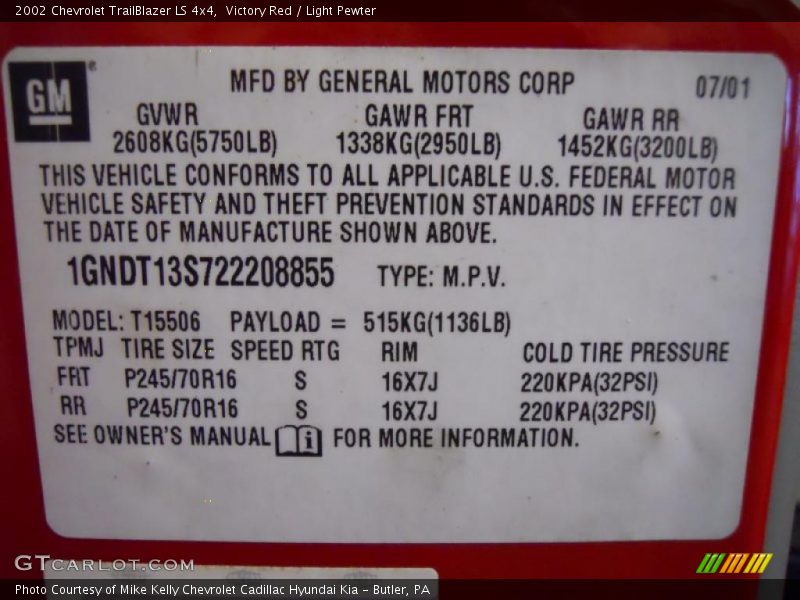 2002 Chevrolet TrailBlazer LS 4x4,  Victory Red / Light Pewter
GM®
MFD BY GENERAL MOTORS CORP 07/01
GVWR GAWR FRT GAWR RR
2608KG(5750LB) 1338KG(2950LB) 1452KG(3200LB)
THIS VEHICLE CONFORMS TO ALL APPLICABLE U.S. FEDERAL MOTOR
VEHICLE SAFETY AND THEFT PREVENTION STANDARDS IN EFFECT ON
THE DATE OF MANUFACTURE SHOWN ABOVE.
1GNDT13S722208855 TYPE: M.P.V.
MODEL: T15506 PAYLOAD = 515KG(1136LB)
TPMJ TIRE SIZE SPEED RTG RIM COLD TIRE PRESSURE
FRT P245/70R16 S 16X7J 220KPA(32PSI)
RR P245/70R16 S 16X7J 220KPA(32PSI)
SEE OWNER'S MANUAL i FOR MORE INFORMATION.
GTCARLOT.COM
Photo Courtesy of Mike Kelly Chevrolet Cadillac Hyundai Kia – Butler, PA